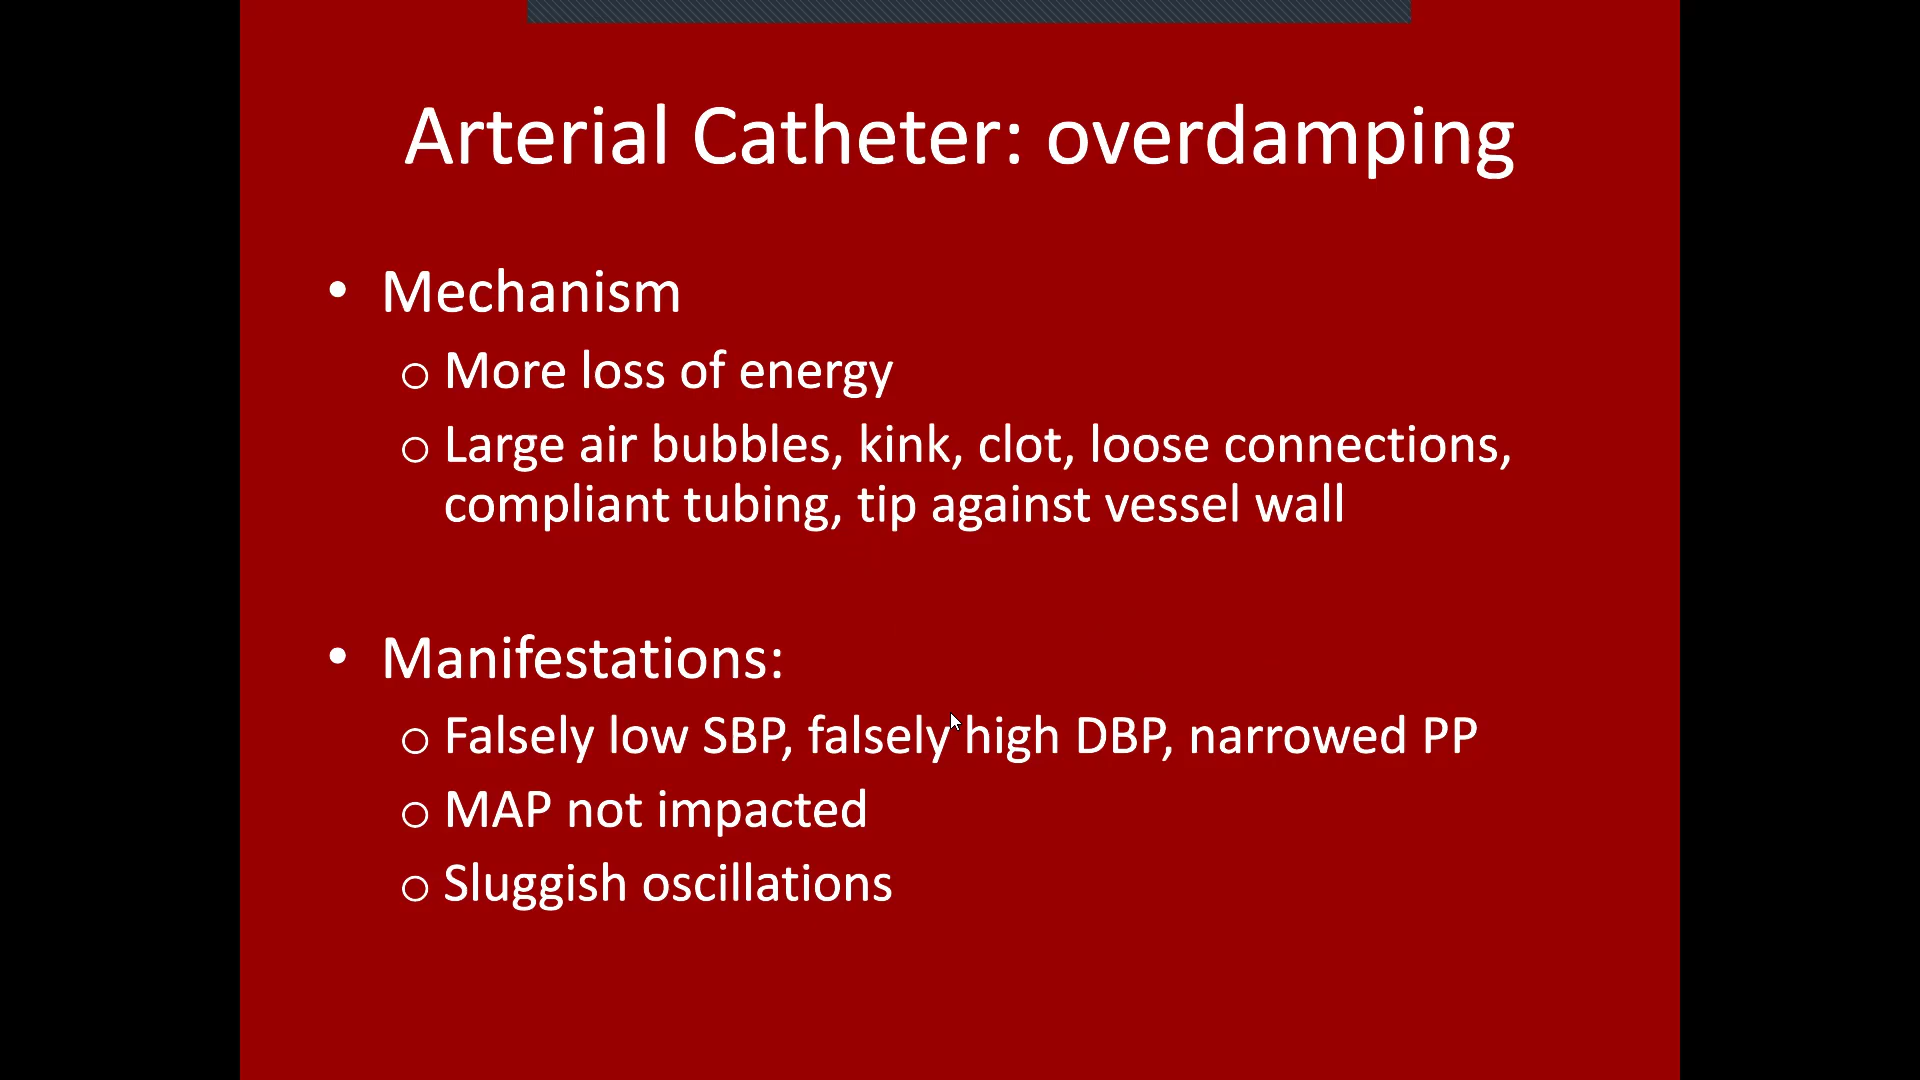 Arterial Catheter: overdamping
• Mechanism
o More loss of energy
o Large air bubbles, kink, clot, loose connections,
compliant tubing, tip against vessel wall
• Manifestations:
o Falsely low SBP, falsely high DBP, narrowed PP
o MAP not impacted
o Sluggish oscillations